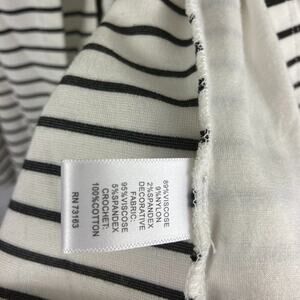 89%VISCOSE
9%NYLON
2%SPANDEX
DECORATIVE
FABRIC:
95%VISCOSE
5%SPANDEX
CROCHET:
100%COTTON
RN 73163